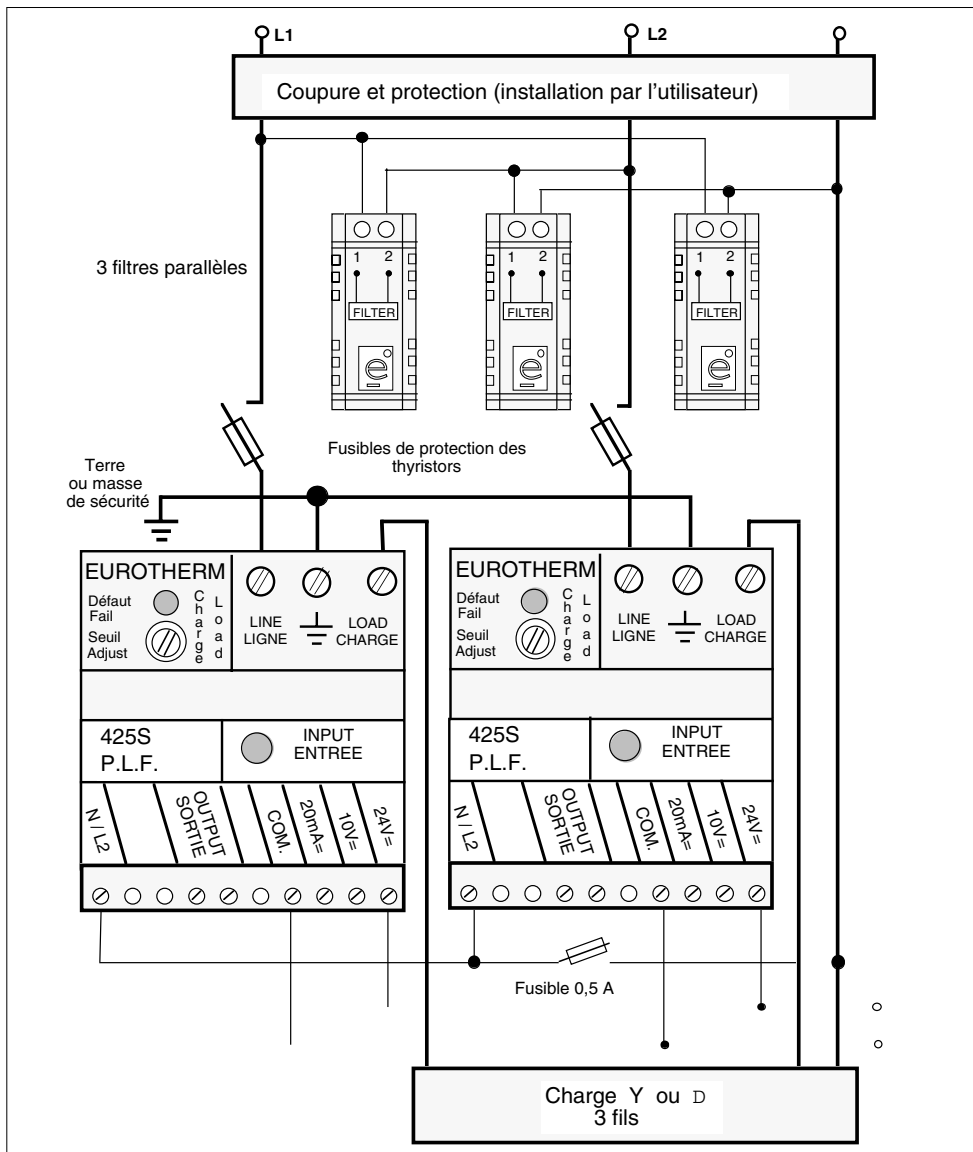 L1
L2
Coupure et protection (installation par l'utilisateur)
3 filtres parallèles
1 2
FILTER
e
1 2
FILTER
e
1 2
FILTER
e
Fusibles de protection des
thyristors
Terre
ou masse
de sécurité
EUROTHERM
Défaut
Fail
Seuil
Adjust
Charge
Load
LINE
LIGNE
LOAD
CHARGE
425S
P.L.F.
INPUT
ENTREE
N / L2
OUTPUT
SORTIE
COM.
20mA=
10V=
24V=
EUROTHERM
Défaut
Fail
Seuil
Adjust
Charge
Load
LINE
LIGNE
LOAD
CHARGE
425S
P.L.F.
INPUT
ENTREE
N / L2
OUTPUT
SORTIE
COM.
20mA=
10V=
24V=
Fusible 0,5 A
Charge Y ou D
3 fils